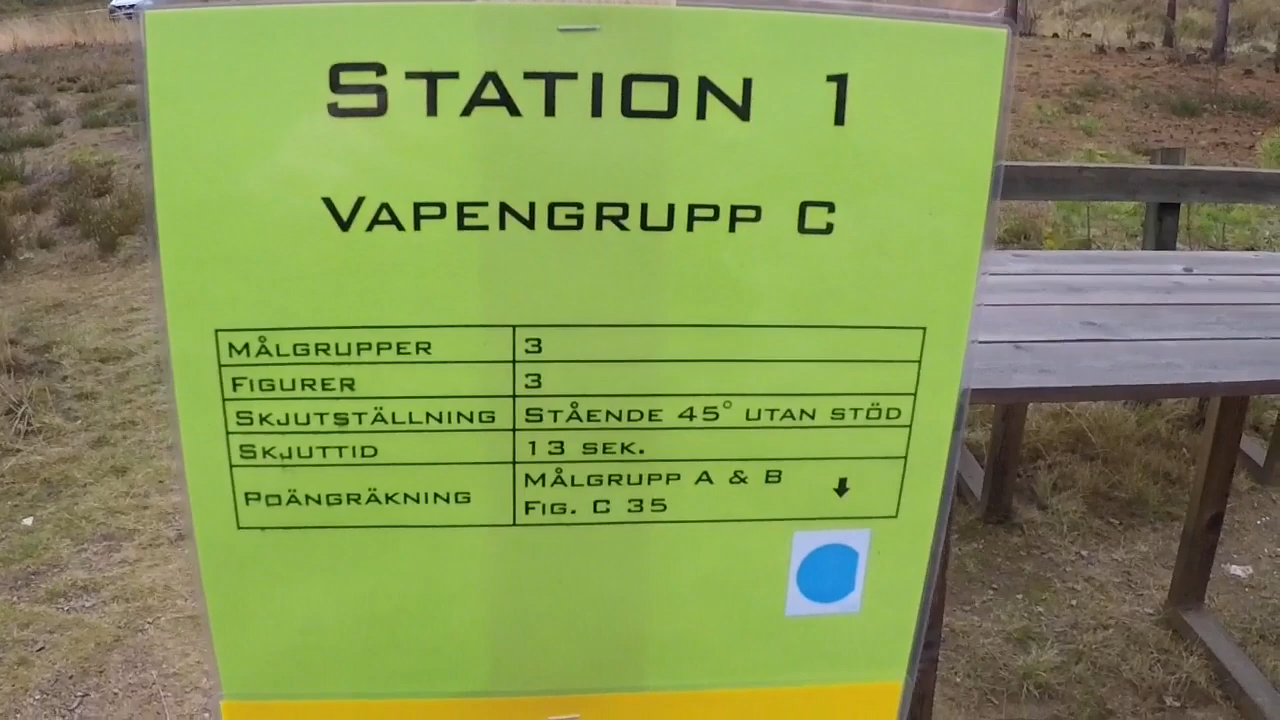 STATION 1
VAPENGRUPP C
MÅLGRUPPER 3
FIGURER 3
SKJUTSTÄLLNING STÅENDE 45° UTAN STÖD
SKJUTTID 13 SEK.
POÄNGRÄKNING MÅLGRUPP A & B
FIG. C 35